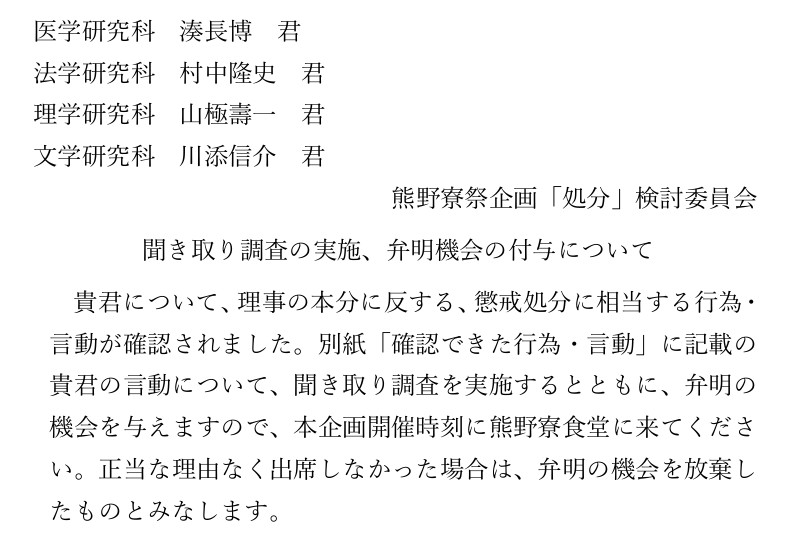 医学研究科　湊長博　君
法学研究科　村中隆史　君
理学研究科　山極壽一　君
文学研究科　川添信介　君
熊野寮祭企画「処分」検討委員会
聞き取り調査の実施、弁明機会の付与について
貴君について、理事の本分に反する、懲戒処分に相当する行為・
言動が確認されました。別紙「確認できた行為・言動」に記載の
貴君の言動について、聞き取り調査を実施するとともに、弁明の
機会を与えますので、本企画開催時刻に熊野寮食堂に来てくださ
い。正当な理由なく出席しなかった場合は、弁明の機会を放棄し
たものとみなします。